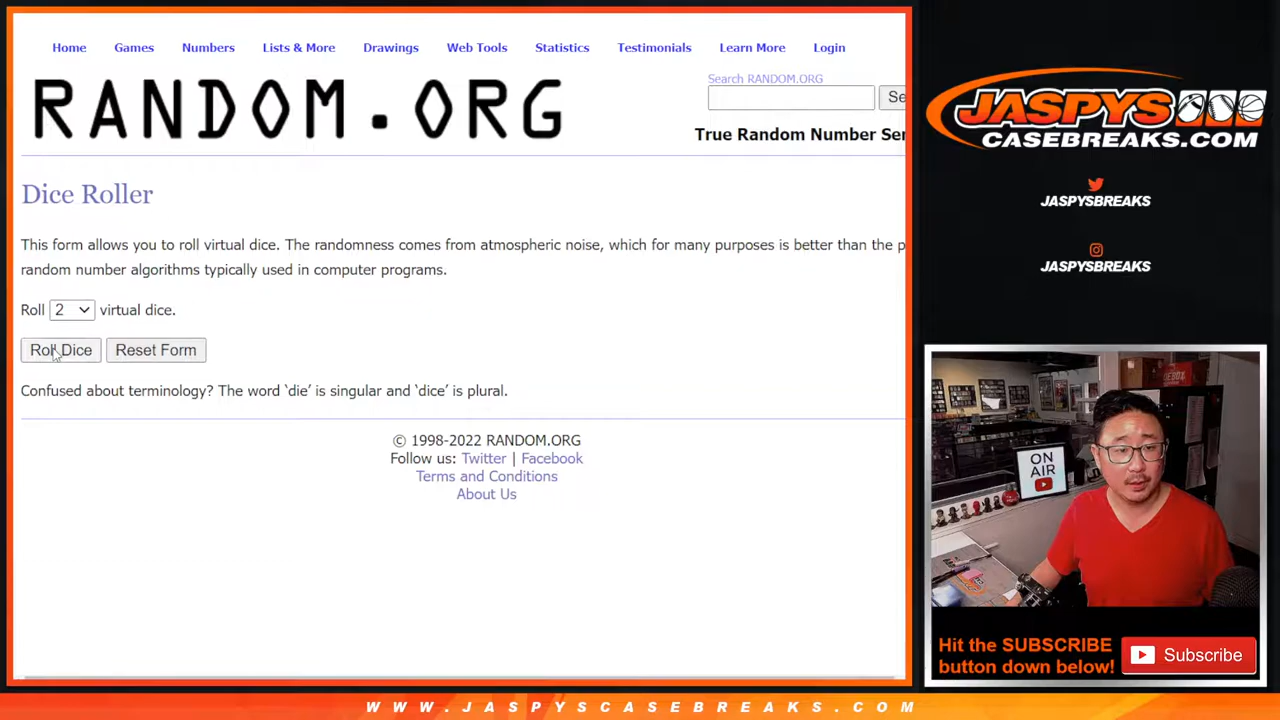 Home Games Numbers Lists & More Drawings Web Tools Statistics Testimonials Learn More Login
RANDOM.ORG
Search RANDOM.ORG
Se
True Random Number Ser
Dice Roller
This form allows you to roll virtual dice. The randomness comes from atmospheric noise, which for many purposes is better than the p
random number algorithms typically used in computer programs.
Roll 2 virtual dice.
Roll Dice Reset Form
Confused about terminology? The word ‘die’ is singular and ‘dice’ is plural.
© 1998-2022 RANDOM.ORG
Follow us: Twitter | Facebook
Terms and Conditions
About Us
JASPYS
CASEBREAKS.COM
JASPYSBREAKS
JASPYSBREAKS
ON
AIR
Hit the SUBSCRIBE
button down below!
Subscribe
WWW.JASPYSCASEBREAKS.COM